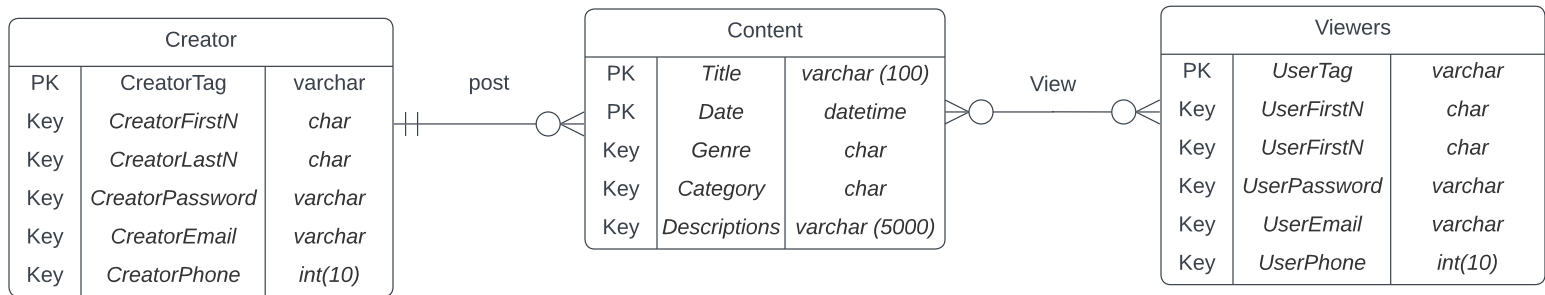 Creator
PK CreatorTag varchar
Key CreatorFirstN char
Key CreatorLastN char
Key CreatorPassword varchar
Key CreatorEmail varchar
Key CreatorPhone int(10)
post
Content
PK Title varchar (100)
PK Date datetime
Key Genre char
Key Category char
Key Descriptions varchar (5000)
View
Viewers
PK UserTag varchar
Key UserFirstN char
Key UserFirstN char
Key UserPassword varchar
Key UserEmail varchar
Key UserPhone int(10)